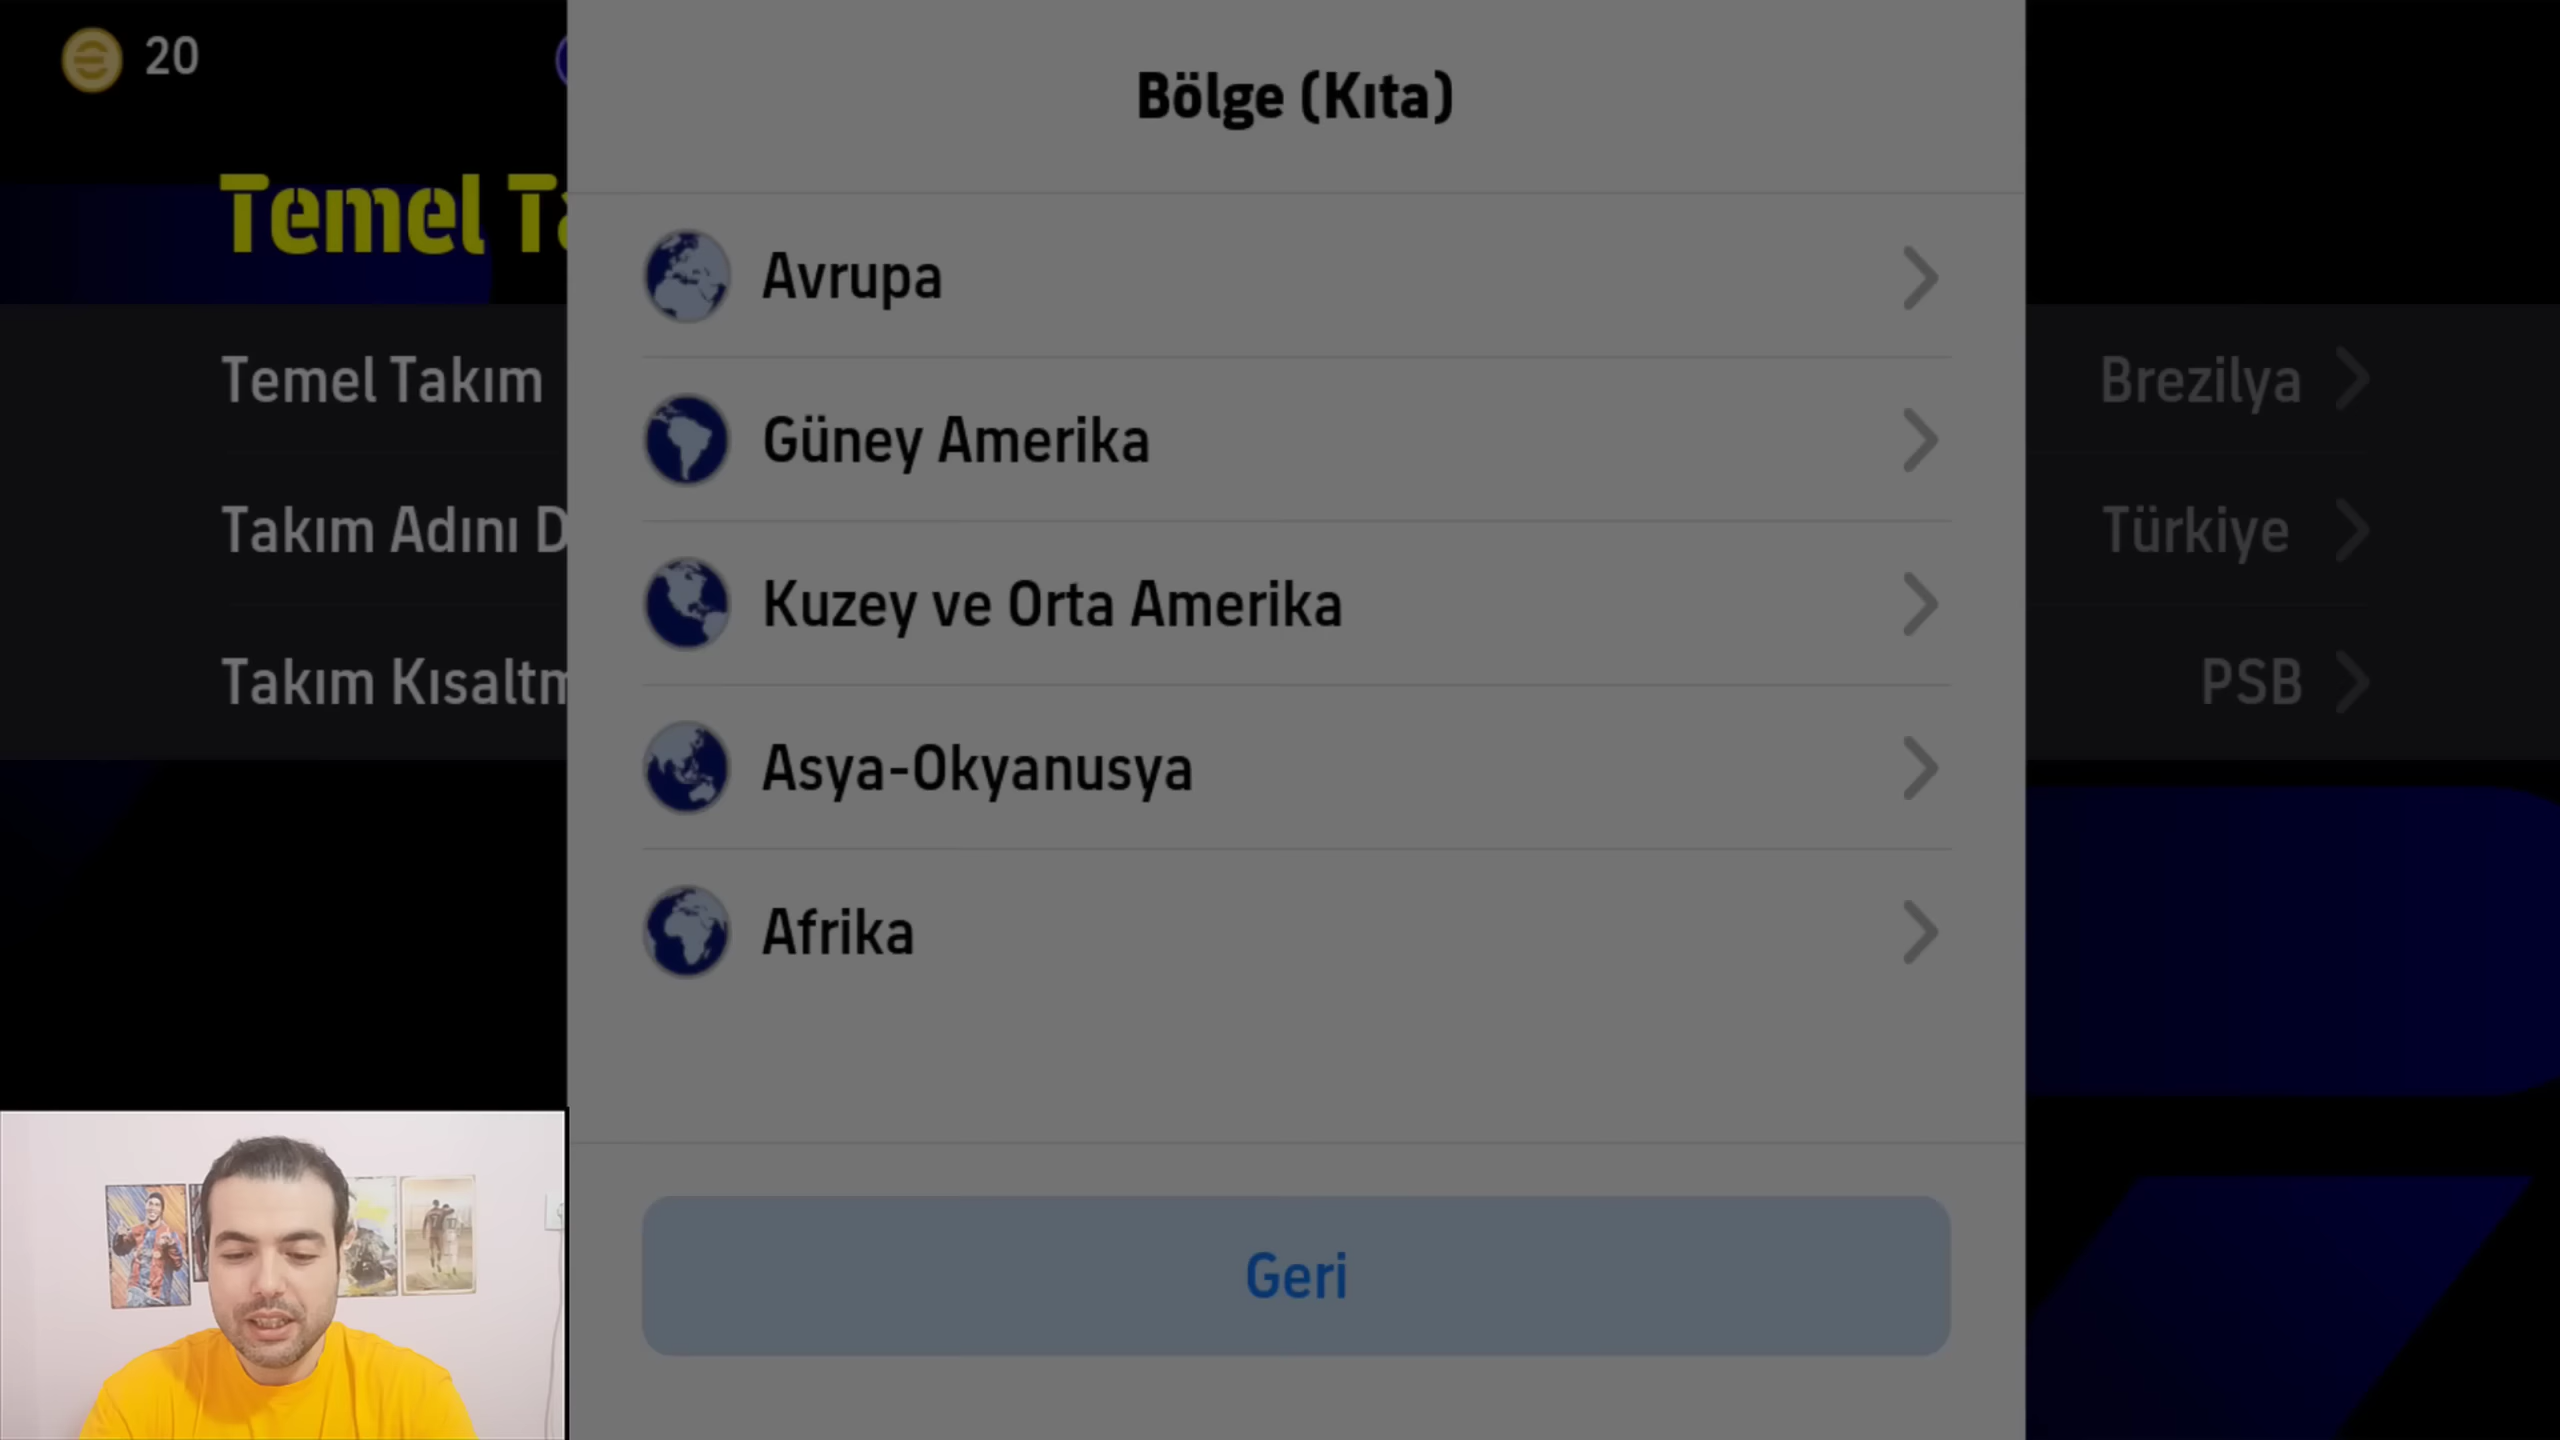 20
Bölge (Kıta)
Temel Ta
Avrupa
Temel Takım
Brezilya
Güney Amerika
Takım Adını D
Türkiye
Kuzey ve Orta Amerika
Takım Kısaltm
PSB
Asya-Okyanusya
Afrika
Geri